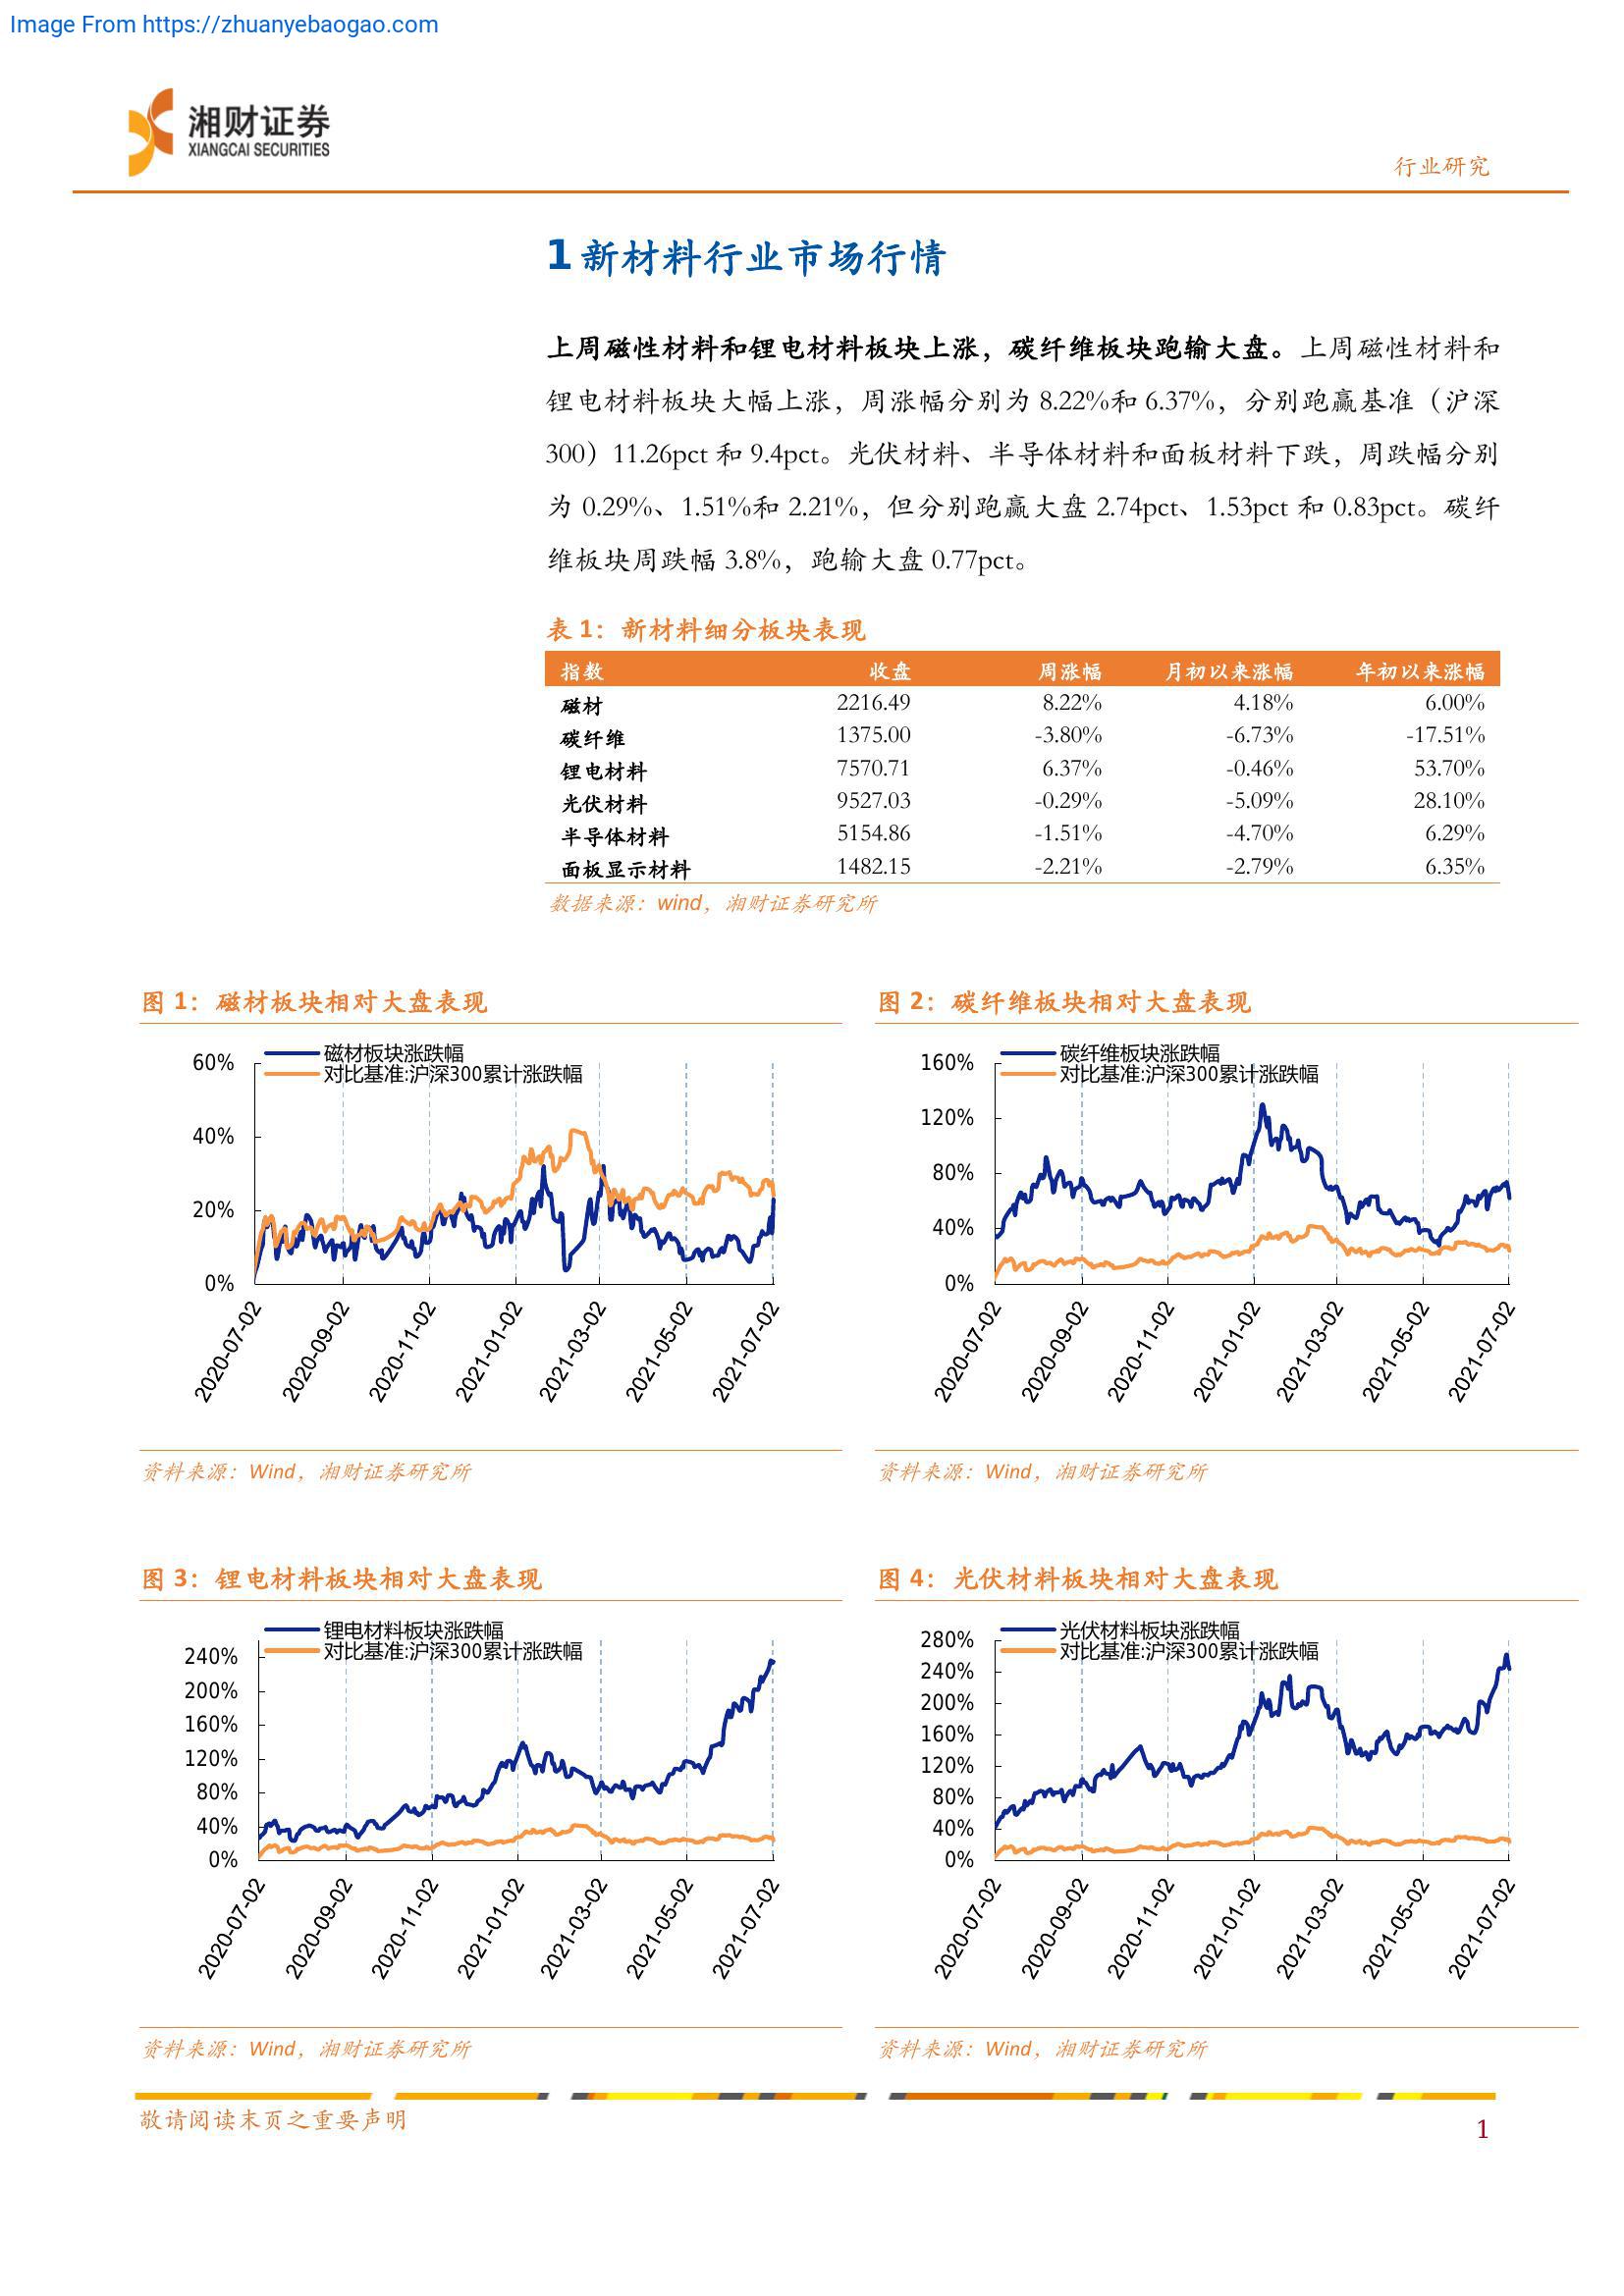 Image From https://zhuanyebaogao.com
湘财证券
XIANGCAI SECURITIES
行业研究
1 新材料行业市场行情
上周磁性材料和锂电材料板块上涨，碳纤维板块跑输大盘。上周磁性材料和
锂电材料板块大幅上涨，周涨幅分别为 8.22%和 6.37%，分别跑赢基准（沪深
300）11.26pct 和 9.4pct。光伏材料、半导体材料和面板材料下跌，周跌幅分别
为 0.29%、1.51%和 2.21%，但分别跑赢大盘 2.74pct、1.53pct 和 0.83pct。碳纤
维板块周跌幅 3.8%，跑输大盘 0.77pct。
表 1：新材料细分板块表现
指数 收盘 周涨幅 月初以来涨幅 年初以来涨幅
磁材 2216.49 8.22% 4.18% 6.00%
碳纤维 1375.00 -3.80% -6.73% -17.51%
锂电材料 7570.71 6.37% -0.46% 53.70%
光伏材料 9527.03 -0.29% -5.09% 28.10%
半导体材料 5154.86 -1.51% -4.70% 6.29%
面板显示材料 1482.15 -2.21% -2.79% 6.35%
数据来源：wind，湘财证券研究所
图 1：磁材板块相对大盘表现
磁材板块涨跌幅
对比基准:沪深300累计涨跌幅
60%
40%
20%
0%
2020-07-02
2020-09-02
2020-11-02
2021-01-02
2021-03-02
2021-05-02
2021-07-02
资料来源：Wind，湘财证券研究所
图 2：碳纤维板块相对大盘表现
碳纤维板块涨跌幅
对比基准:沪深300累计涨跌幅
160%
120%
80%
40%
0%
2020-07-02
2020-09-02
2020-11-02
2021-01-02
2021-03-02
2021-05-02
2021-07-02
资料来源：Wind，湘财证券研究所
图 3：锂电材料板块相对大盘表现
锂电材料板块涨跌幅
对比基准:沪深300累计涨跌幅
240%
200%
160%
120%
80%
40%
0%
2020-07-02
2020-09-02
2020-11-02
2021-01-02
2021-03-02
2021-05-02
2021-07-02
资料来源：Wind，湘财证券研究所
图 4：光伏材料板块相对大盘表现
光伏材料板块涨跌幅
对比基准:沪深300累计涨跌幅
280%
240%
200%
160%
120%
80%
40%
0%
2020-07-02
2020-09-02
2020-11-02
2021-01-02
2021-03-02
2021-05-02
2021-07-02
资料来源：Wind，湘财证券研究所
敬请阅读末页之重要声明
1